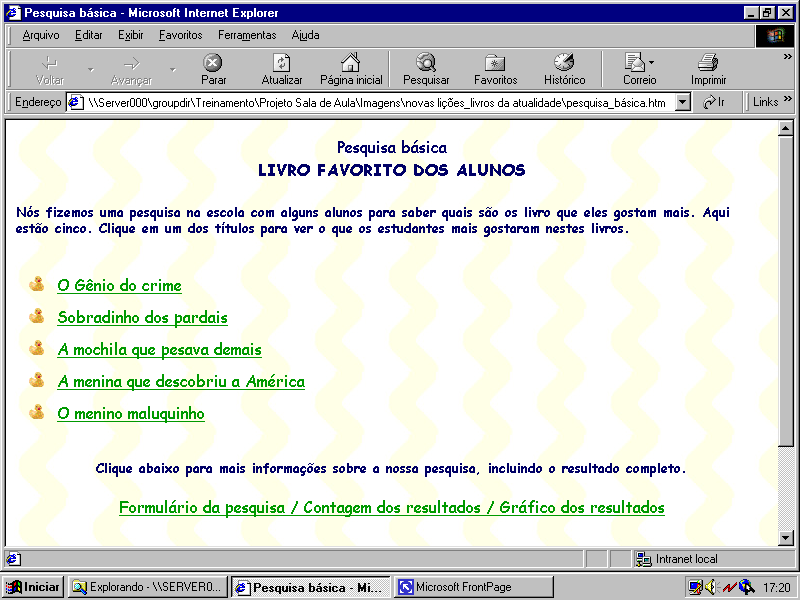 Pesquisa básica - Microsoft Internet Explorer
Arquivo Editar Exibir Favoritos Ferramentas Ajuda
Voltar Avançar Parar Atualizar Página inicial Pesquisar Favoritos Histórico Correio Imprimir »
Endereço \\Server000\groupdir\Treinamento\Projeto Sala de Aula\Imagens\novas lições_livros da atualidade\pesquisa_básica.htm Ir Links »
Pesquisa básica
LIVRO FAVORITO DOS ALUNOS
Nós fizemos uma pesquisa na escola com alguns alunos para saber quais são os livro que eles gostam mais. Aqui
estão cinco. Clique em um dos títulos para ver o que os estudantes mais gostaram nestes livros.
O Gênio do crime
Sobradinho dos pardais
A mochila que pesava demais
A menina que descobriu a América
O menino maluquinho
Clique abaixo para mais informações sobre a nossa pesquisa, incluindo o resultado completo.
Formulário da pesquisa / Contagem dos resultados / Gráfico dos resultados
Intranet local
Iniciar Explorando - \\SERVER0... Pesquisa básica - Mi... Microsoft FrontPage 17:20